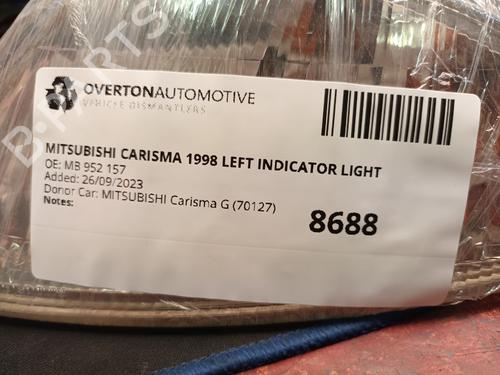 OVERTONAUTOMOTIVE
VEHICLE DISMANTLERS
MITSUBISHI CARISMA 1998 LEFT INDICATOR LIGHT
OE: MB 952 157
Added: 26/09/2023
Donor Car: MITSUBISHI Carisma G (70127)
Notes:
8688
B-PARTS